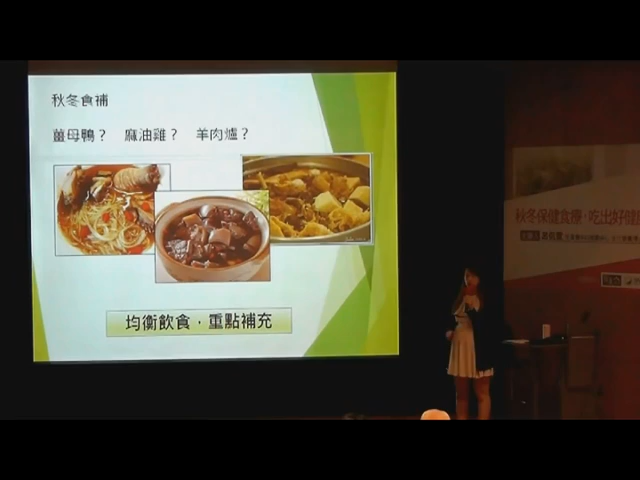 秋冬食補
薑母鴨？ 麻油雞？ 羊肉爐？
均衡飲食，重點補充
秋冬保健食療‧吃出好健